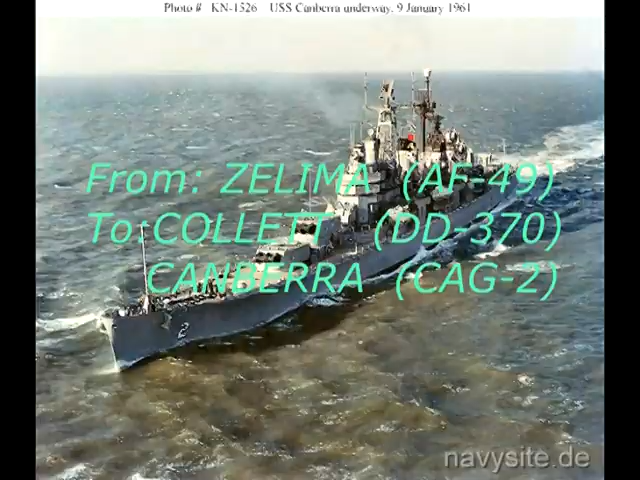 Photo # KN-1526 USS Canberra underway, 9 January 1961
From: ZELIMA (AF-49)
To:COLLETT (DD-370)
CANBERRA (CAG-2)
2
navysite.de